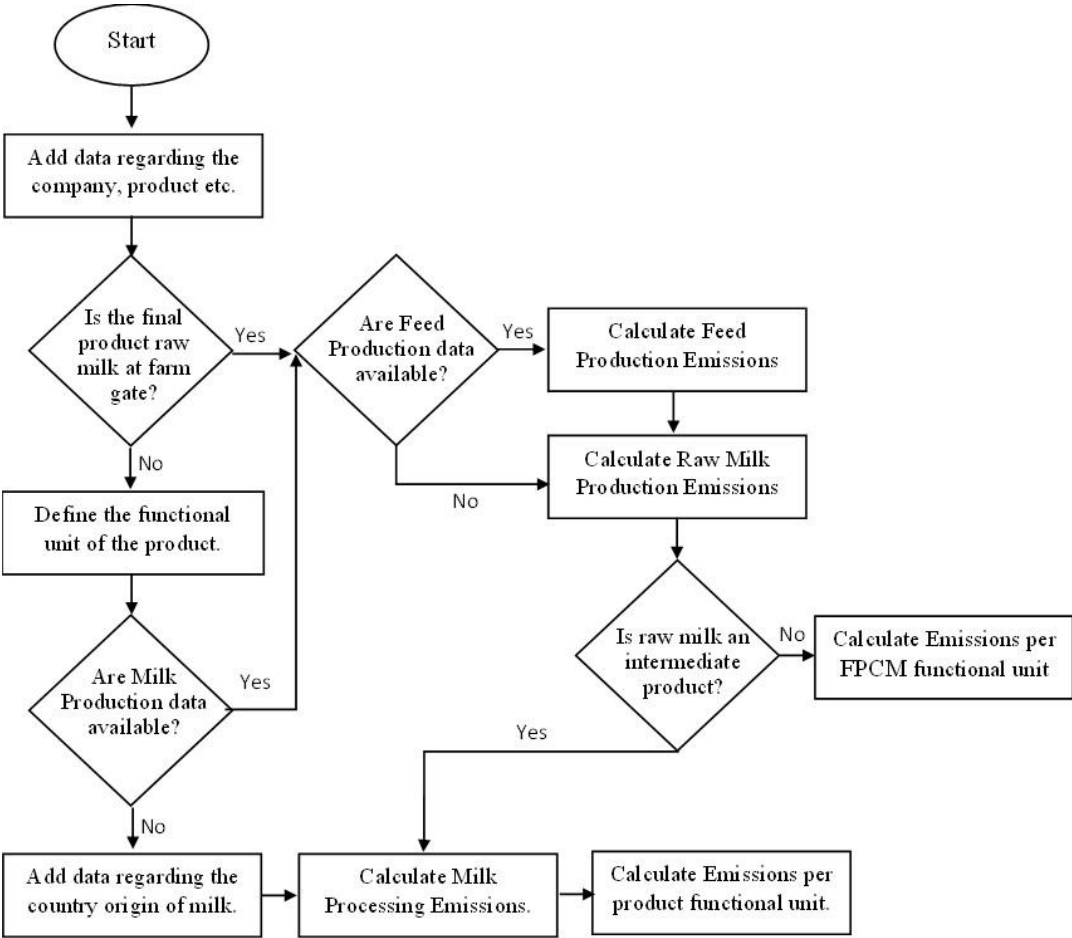 Start
Add data regarding the
company, product etc.
Is the final
product raw
milk at farm
gate?
Yes
Are Feed
Production data
available?
Yes
Calculate Feed
Production Emissions
No
No
Calculate Raw Milk
Production Emissions
Define the functional
unit of the product.
Are Milk
Production data
available?
Yes
Is raw milk an
intermediate
product?
No
Calculate Emissions per
FPCM functional unit
Yes
No
Add data regarding the
country origin of milk.
Calculate Milk
Processing Emissions.
Calculate Emissions per
product functional unit.